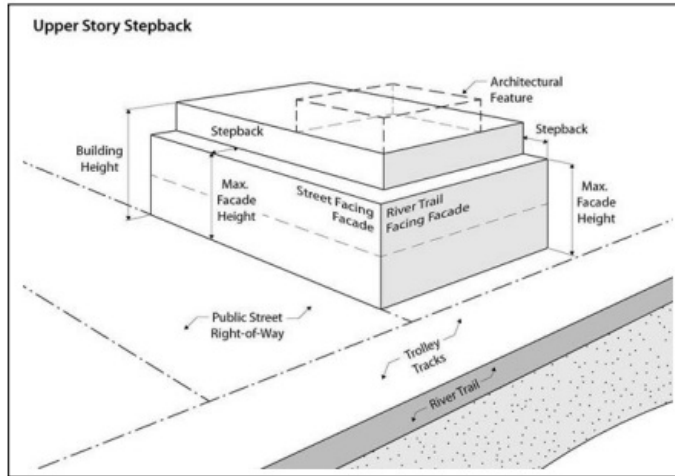 Upper Story Stepback
Architectural
Feature
Stepback
Stepback
Building
Height
Max.
Facade
Height
Street Facing
Facade
River Trail
Facing Facade
Max.
Facade
Height
Public Street
Right-of-Way
Trolley
Tracks
River Trail